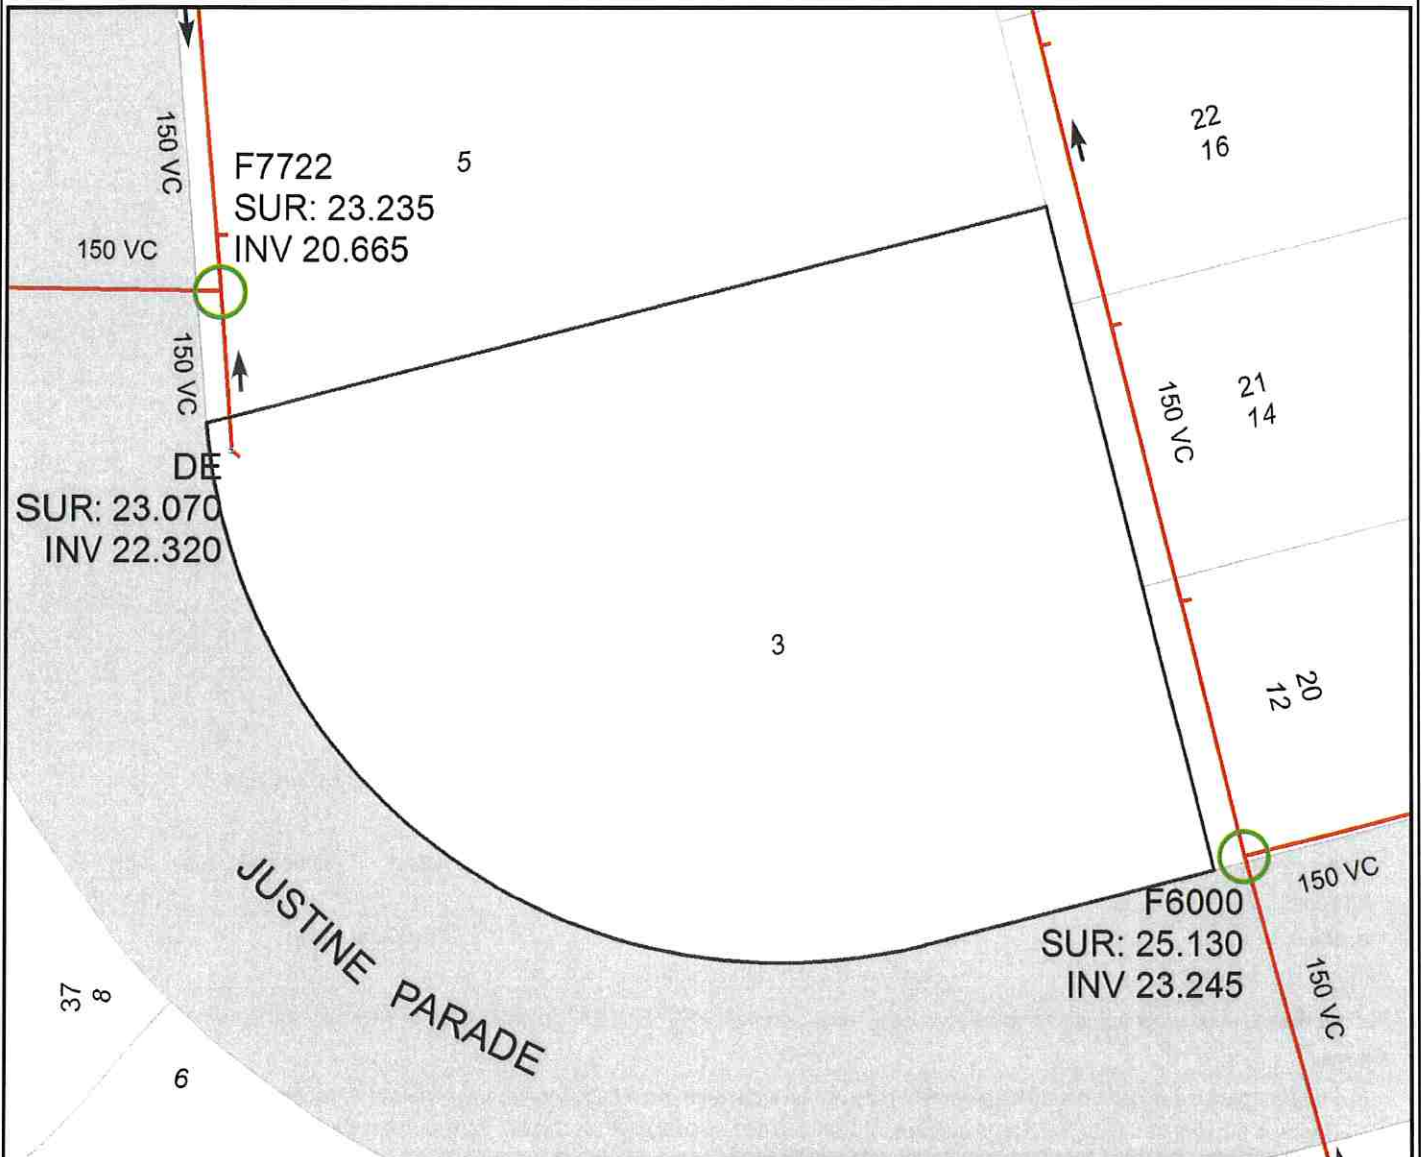 150 VC
F7722
SUR: 23.235
INV 20.665
5
22
16
150 VC
150 VC
21
14
150 VC
DE
SUR: 23.070
INV 22.320
3
20
12
JUSTINE PARADE
150 VC
F6000
SUR: 25.130
INV 23.245
150 VC
37
8
6